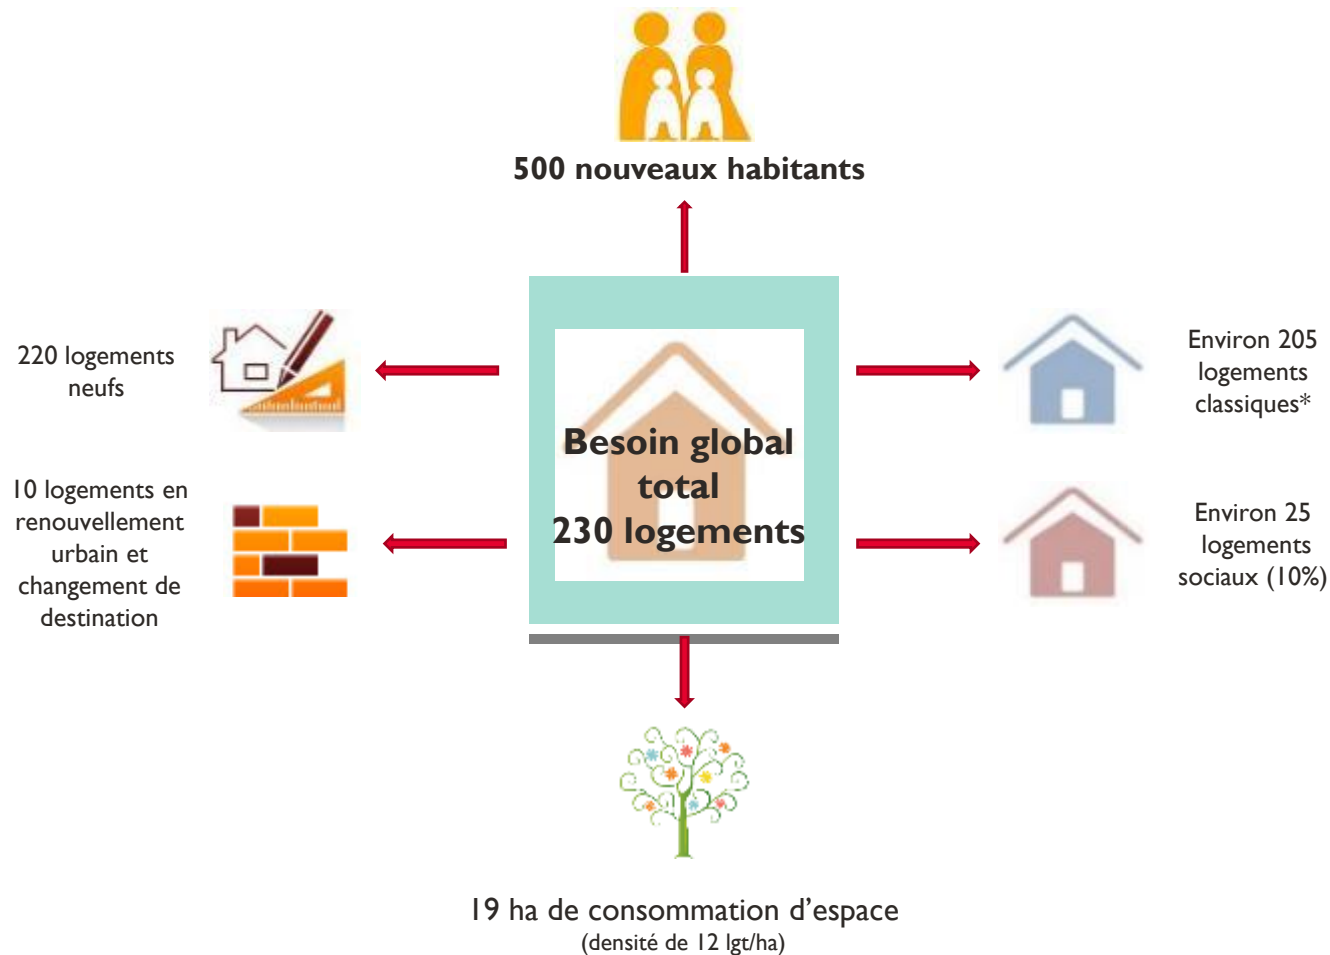 500 nouveaux habitants
220 logements
neufs
Environ 205
logements
classiques*
Besoin global
total
230 logements
10 logements en
renouvellement
urbain et
changement de
destination
Environ 25
logements
sociaux (10%)
19 ha de consommation d’espace
(densité de 12 lgt/ha)